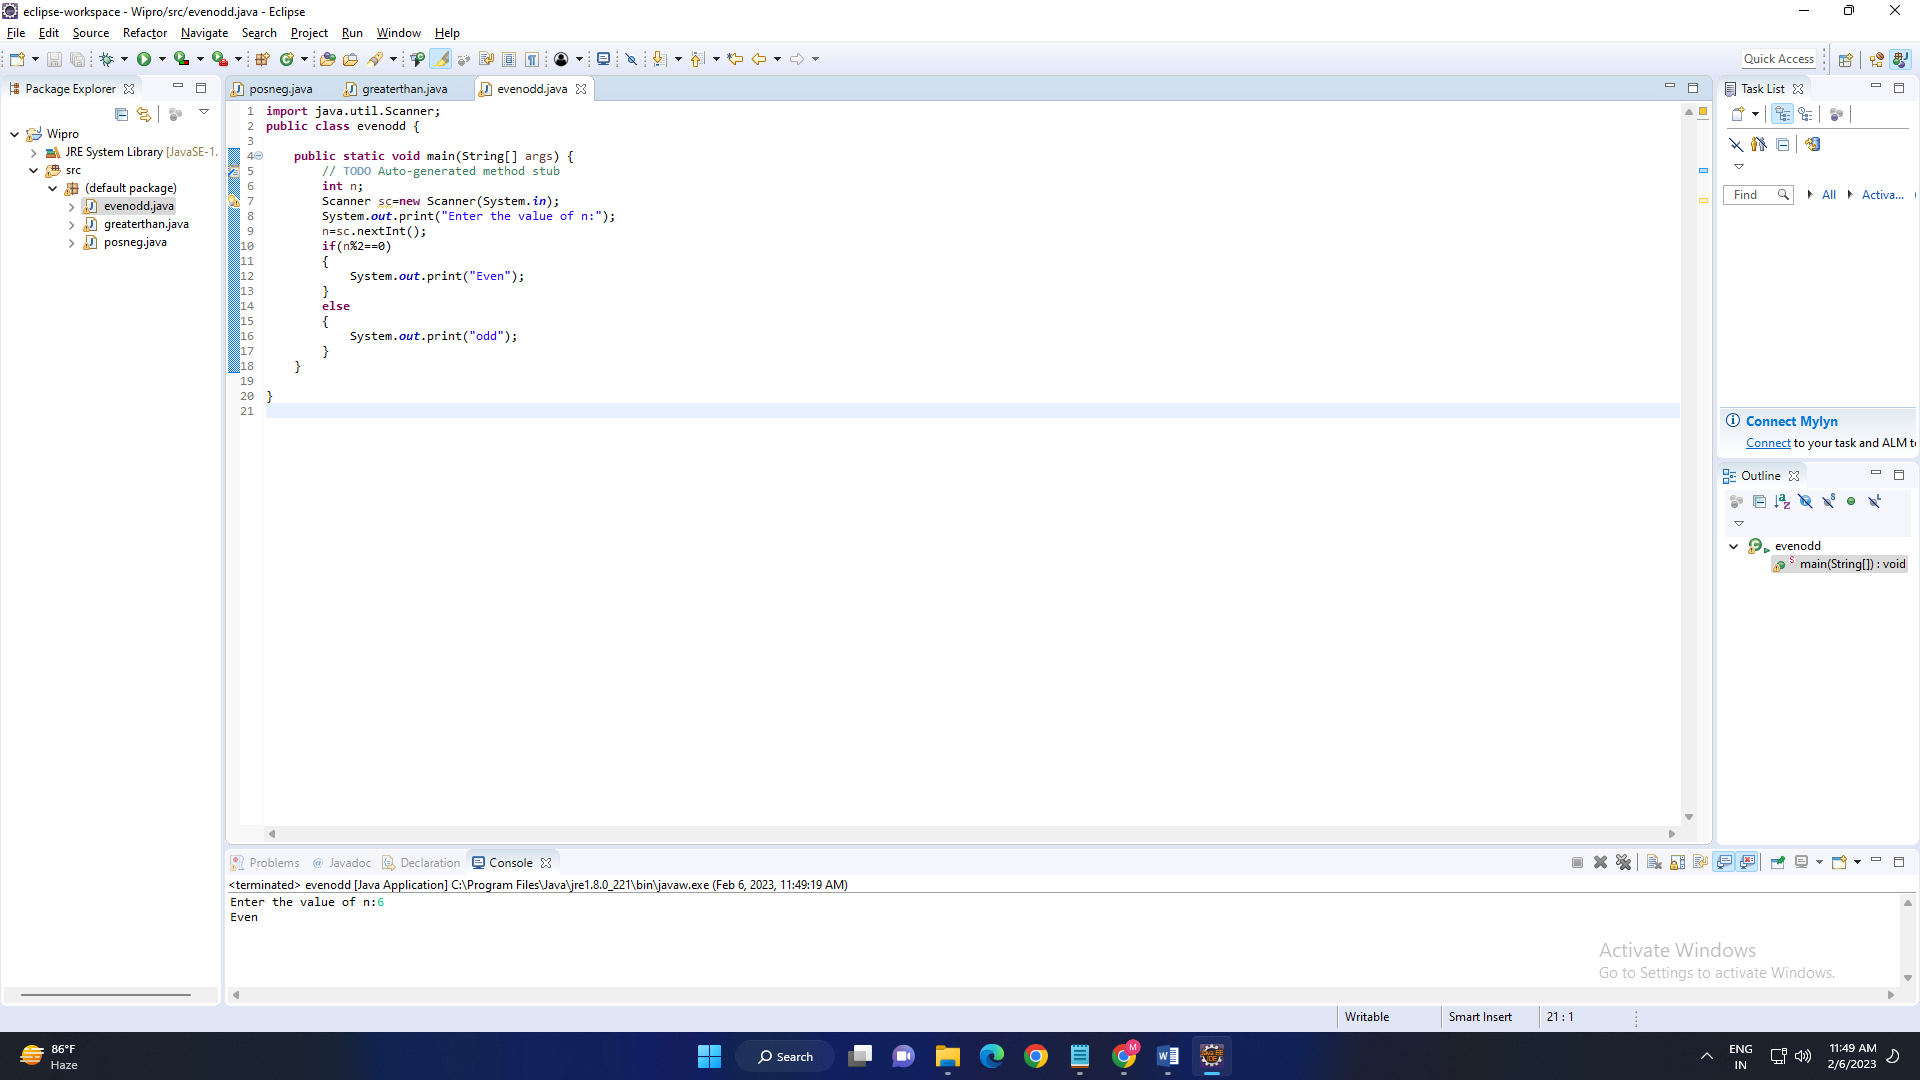 eclipse-workspace - Wipro/src/evenodd.java - Eclipse
File Edit Source Refactor Navigate Search Project Run Window Help
Quick Access
Package Explorer
Wipro
JRE System Library [JavaSE-1.
src
(default package)
evenodd.java
greaterthan.java
posneg.java
posneg.java greaterthan.java evenodd.java
1 import java.util.Scanner;
2 public class evenodd {
3
4 public static void main(String[] args) {
5 // TODO Auto-generated method stub
6 int n;
7 Scanner sc=new Scanner(System.in);
8 System.out.print("Enter the value of n:");
9 n=sc.nextInt();
10 if(n%2==0)
11 {
12 System.out.print("Even");
13 }
14 else
15 {
16 System.out.print("odd");
17 }
18 }
19
20 }
21
Task List
Find All Activa...
Connect Mylyn
Connect to your task and ALM to
Outline
evenodd
main(String[]) : void
Problems @ Javadoc Declaration Console
<terminated> evenodd [Java Application] C:\Program Files\Java\jre1.8.0_221\bin\javaw.exe (Feb 6, 2023, 11:49:19 AM)
Enter the value of n:6
Even
Activate Windows
Go to Settings to activate Windows.
Writable Smart Insert 21 : 1
86°F
Haze
Search
ENG
IN
11:49 AM
2/6/2023